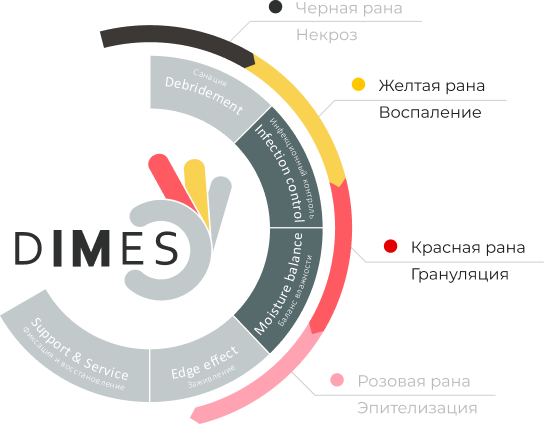 Черная рана
Некроз
Желтая рана
Воспаление
Санация
Debridement
Инфекционный контроль
Infection control
DIMES
Красная рана
Грануляция
Moisture balance
Баланс влажности
Edge effect
Заживление
Support & Service
Фиксация и восстановление
Розовая рана
Эпителизация